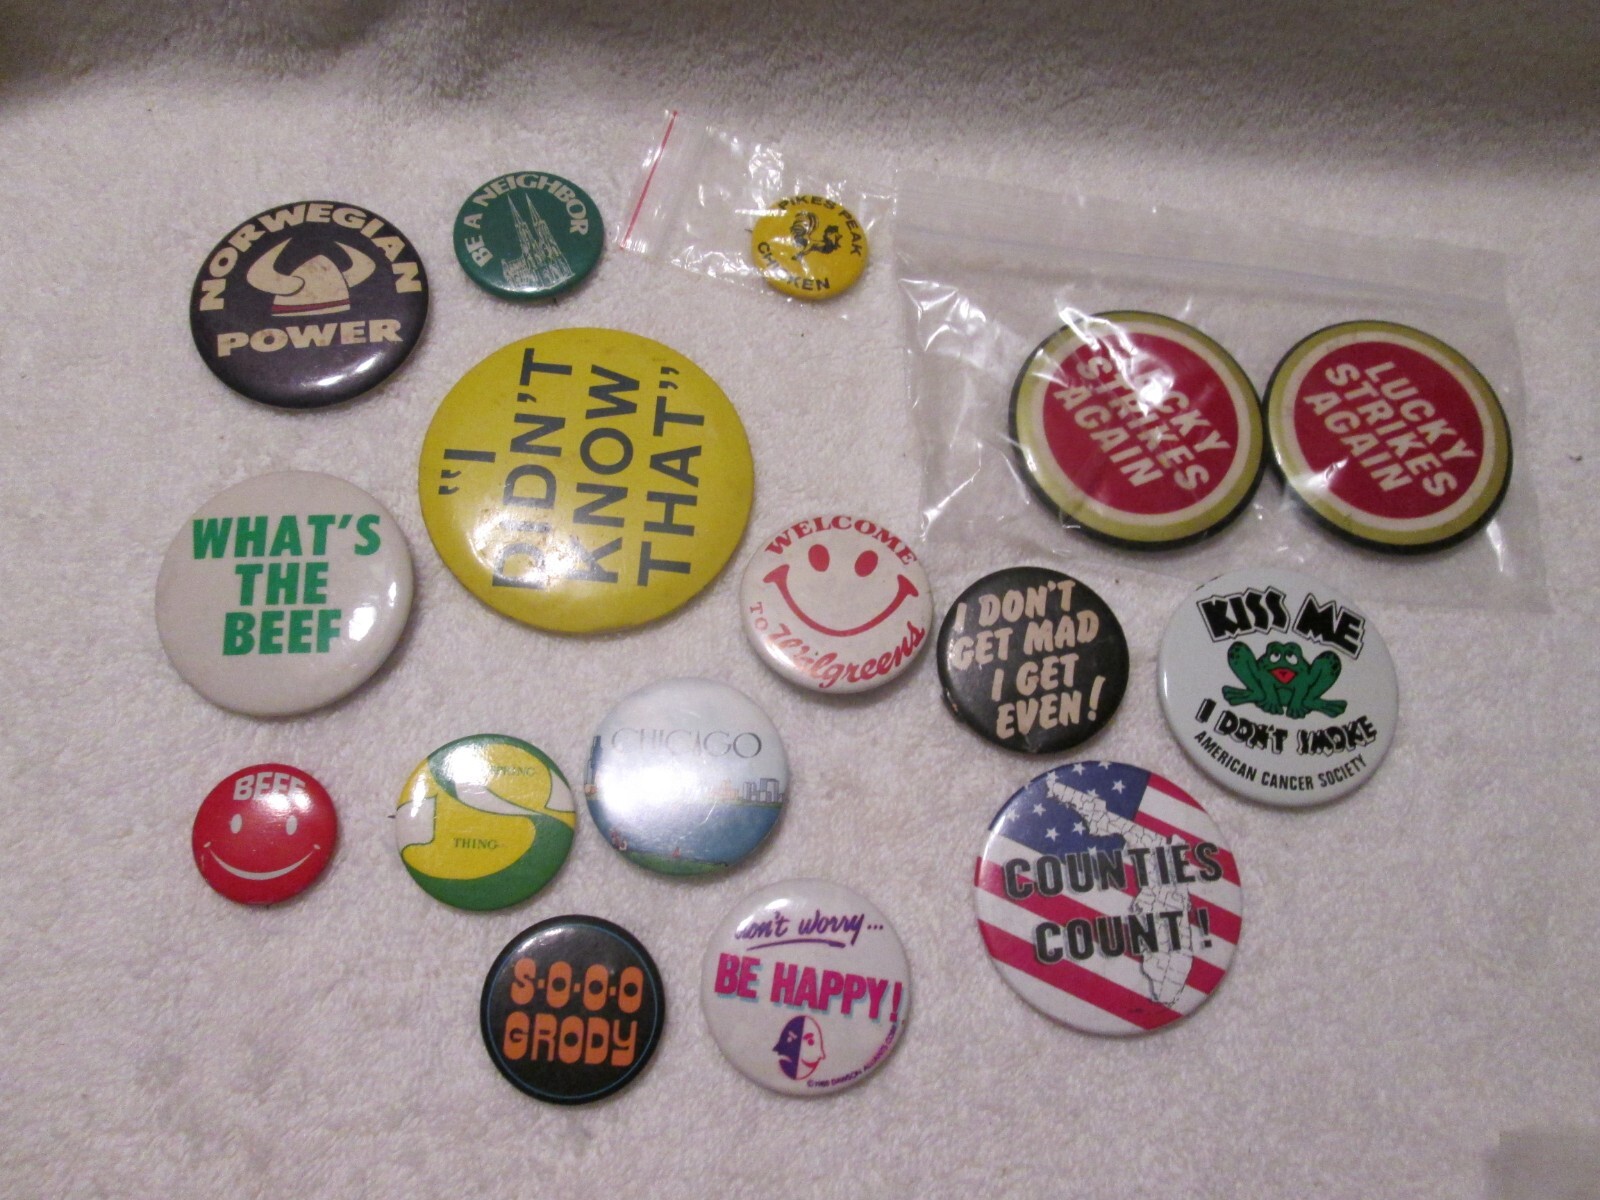 NORWEGIAN
POWER
BE A NEIGHBOR
PIKES PEAK
CHICKEN
LUCKY
STRIKES
AGAIN
LUCKY
STRIKES
AGAIN
"I
DIDN'T
KNOW
THAT"
WHAT'S
THE
BEEF
WELCOME
TO Walgreens
I DON'T
GET MAD
I GET
EVEN!
KISS ME
I DON'T SMOKE
AMERICAN CANCER SOCIETY
BEEF
SPRING
THING
CHICAGO
COUNTIES
COUNT!
S·O·O·O
GRODY
don't worry...
BE HAPPY!